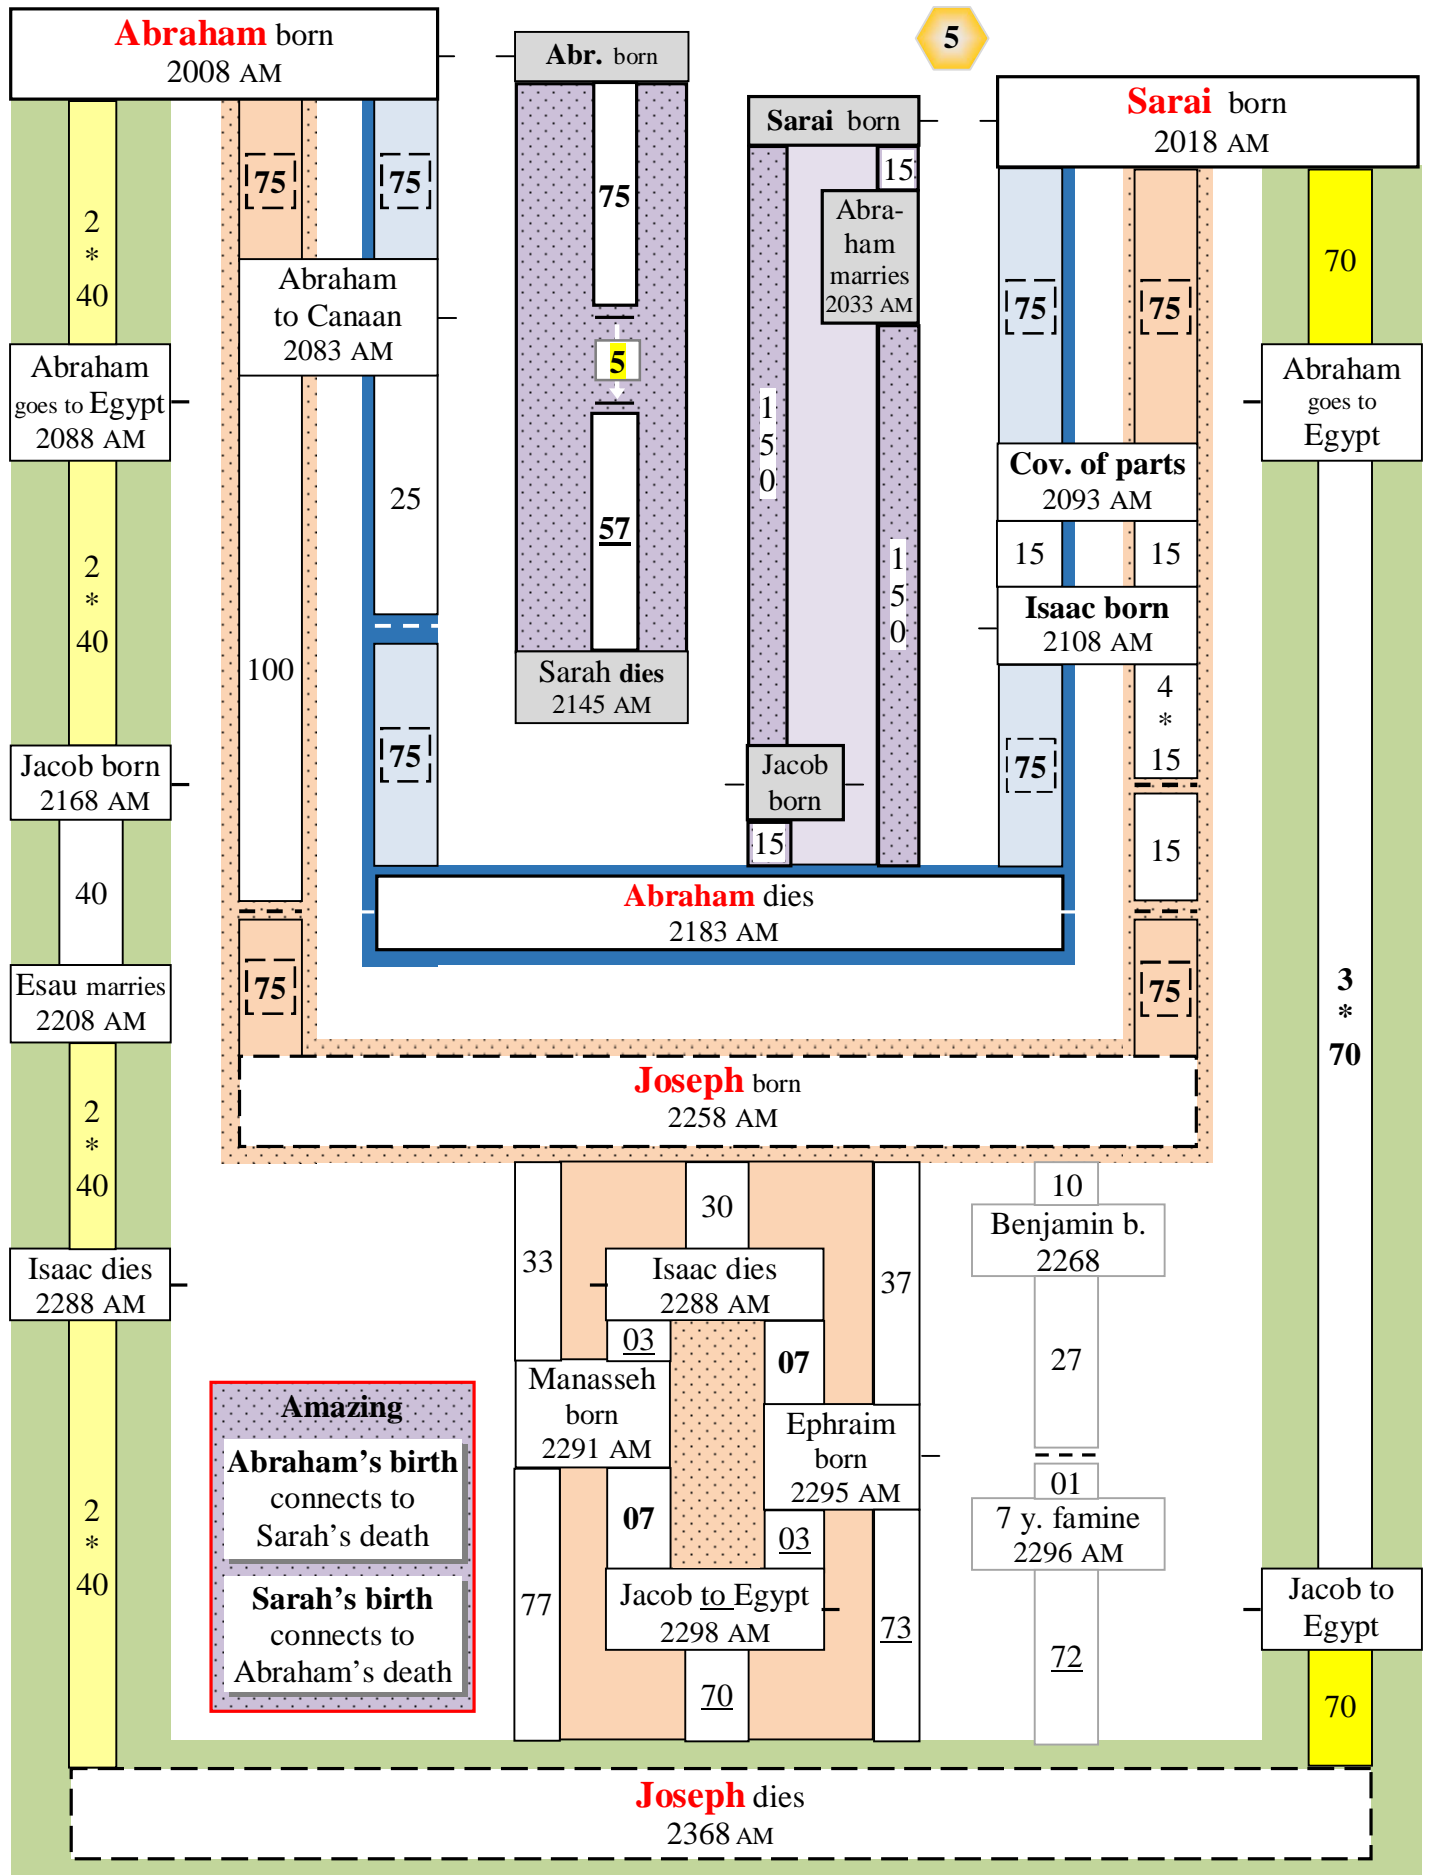 Abraham born
2008 AM
Abr. born
5
Sarai born
Sarai born
2018 AM
2
*
40
75
75
75
15
Abra-
ham
marries
2033 AM
75
75
70
Abraham
to Canaan
2083 AM
Abraham
goes to Egypt
2088 AM
5
Abraham
goes to
Egypt
1
5
0
Cov. of parts
2093 AM
25
57
2
*
40
1
5
0
15
15
Isaac born
2108 AM
100
Sarah dies
2145 AM
4
*
15
Jacob born
2168 AM
75
Jacob
born
75
15
15
40
Abraham dies
2183 AM
Esau marries
2208 AM
75
75
3
*
70
Joseph born
2258 AM
2
*
40
33
30
37
10
Benjamin b.
2268
Isaac dies
2288 AM
Isaac dies
2288 AM
03
07
27
Manasseh
born
2291 AM
Ephraim
born
2295 AM
Amazing
Abraham’s birth
connects to
Sarah’s death
Sarah’s birth
connects to
Abraham’s death
01
7 y. famine
2296 AM
2
*
40
07
03
77
Jacob to Egypt
2298 AM
73
72
Jacob to
Egypt
70
70
Joseph dies
2368 AM